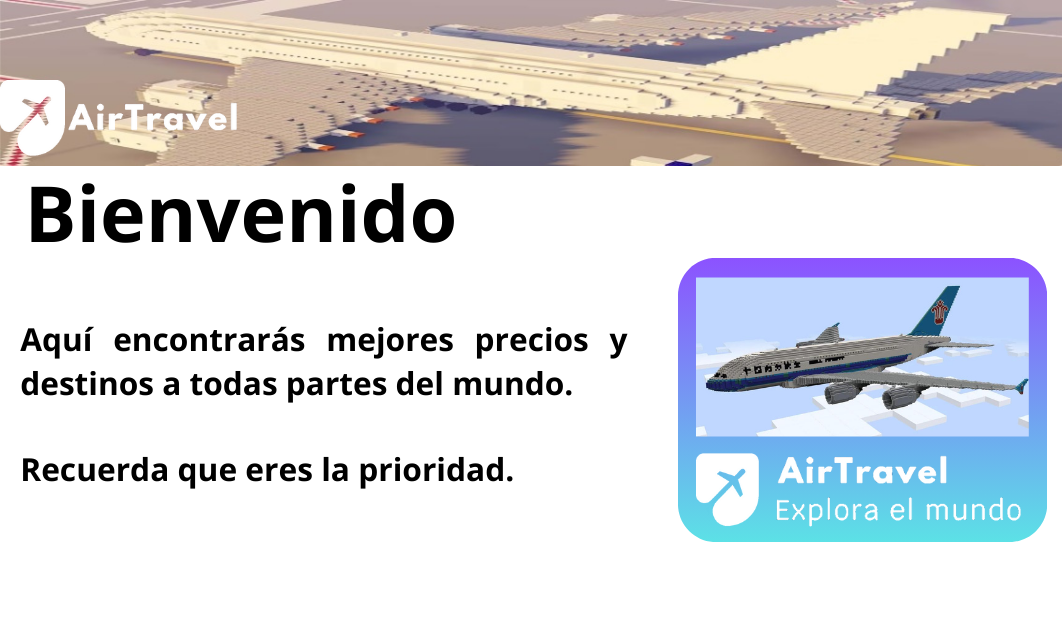 AirTravel
Bienvenido
Aquí encontrarás mejores precios y
destinos a todas partes del mundo.
Recuerda que eres la prioridad.
AirTravel
Explora el mundo